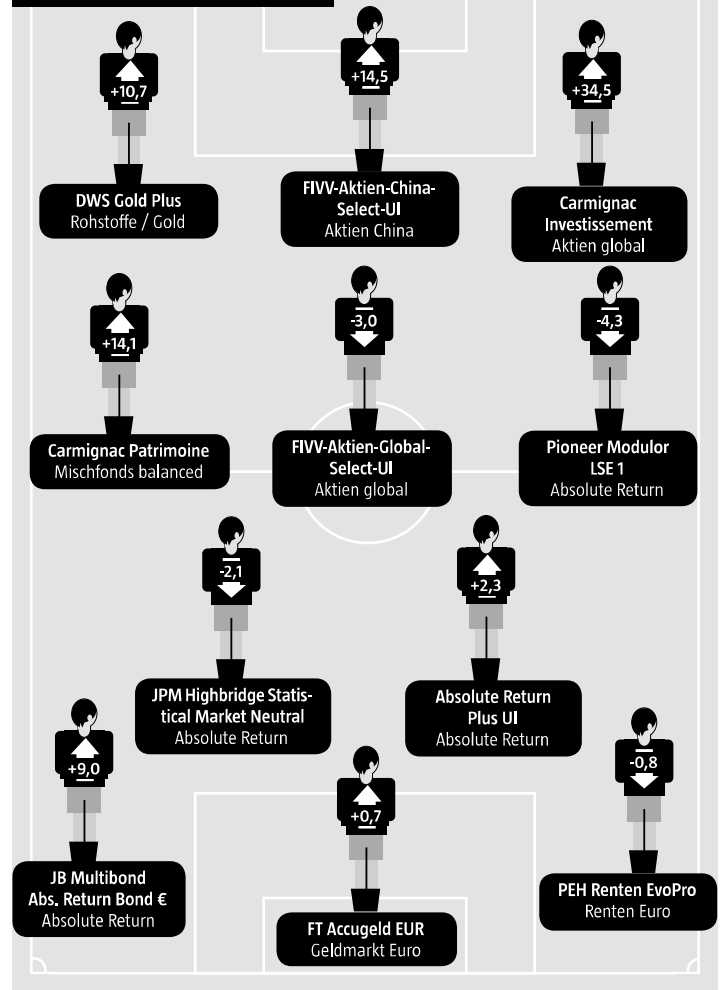 +10,7
DWS Gold Plus
Rohstoffe / Gold
+14,5
FIVV-Aktien-China-
Select-UI
Aktien China
+34,5
Carmignac
Investissement
Aktien global
+14,1
Carmignac Patrimoine
Mischfonds balanced
-3,0
FIVV-Aktien-Global-
Select-UI
Aktien global
-4,3
Pioneer Modulor
LSE 1
Absolute Return
-2,1
JPM Highbridge Statis-
tical Market Neutral
Absolute Return
+2,3
Absolute Return
Plus UI
Absolute Return
+9,0
JB Multibond
Abs. Return Bond €
Absolute Return
+0,7
FT Accugeld EUR
Geldmarkt Euro
-0,8
PEH Renten EvoPro
Renten Euro